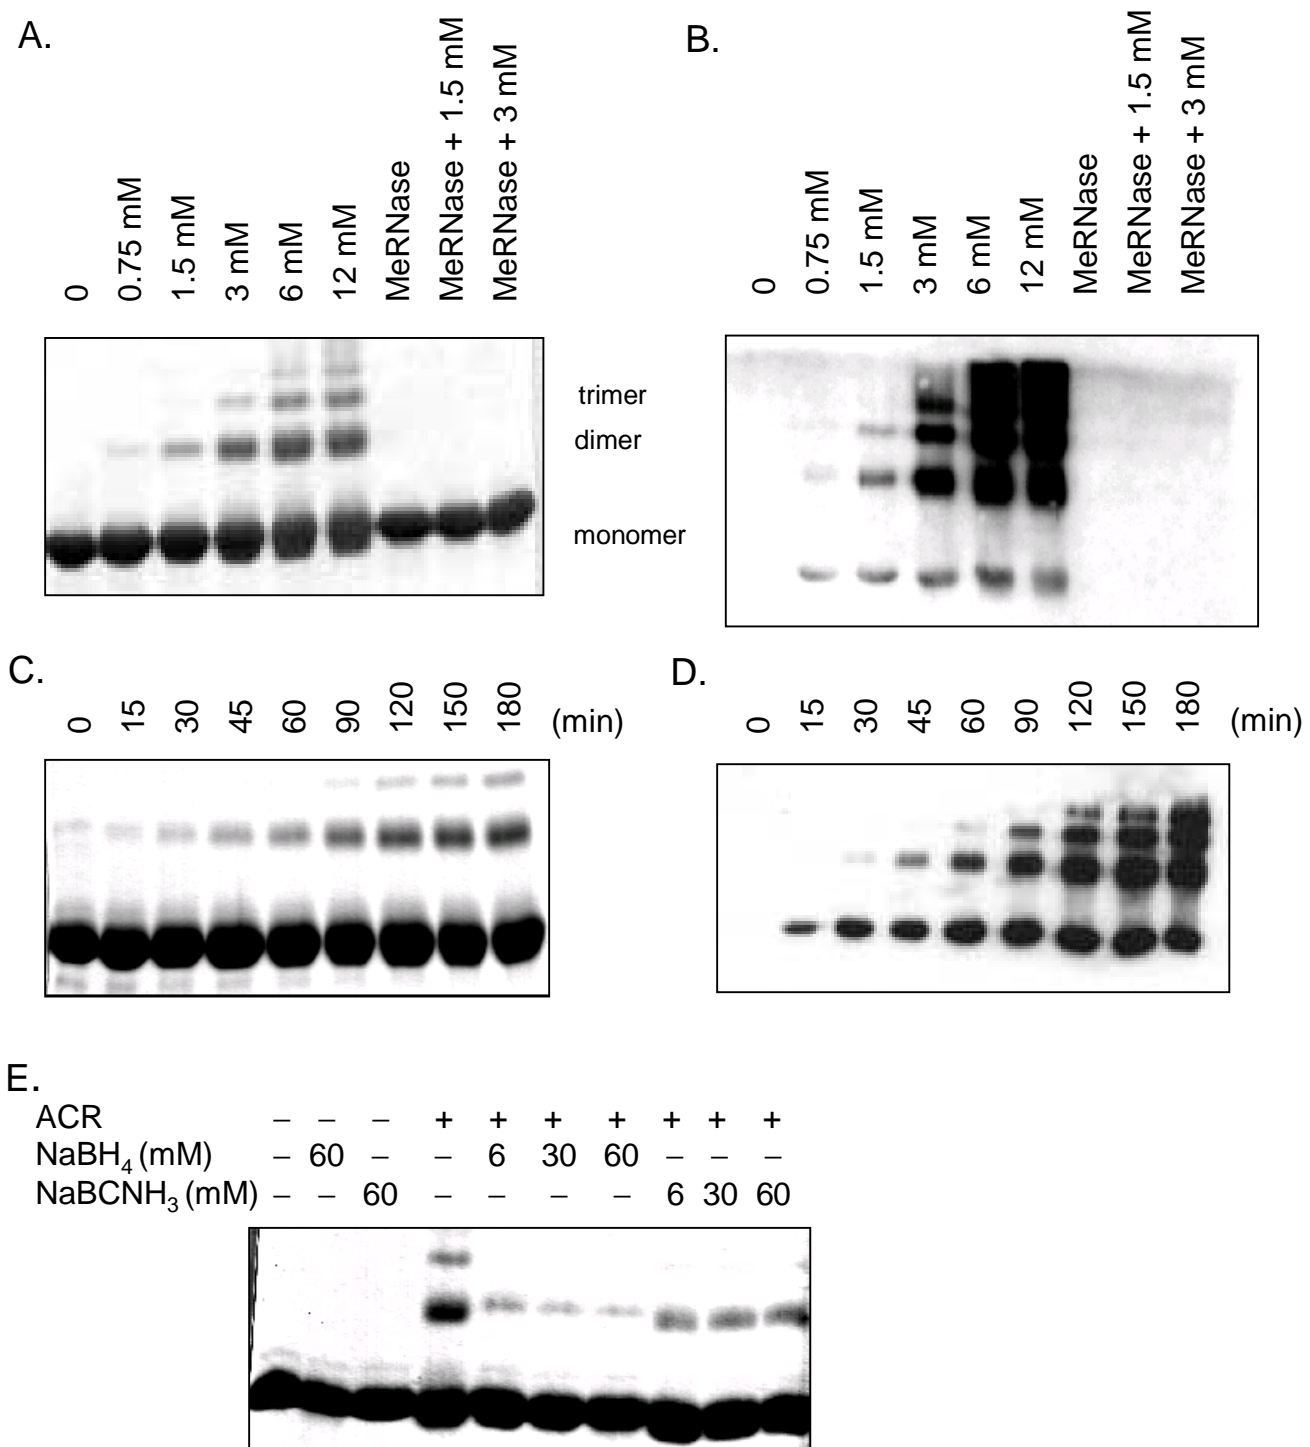 A.
0
0.75 mM
1.5 mM
3 mM
6 mM
12 mM
MeRNase
MeRNase + 1.5 mM
MeRNase + 3 mM
trimer
dimer
monomer
B.
0
0.75 mM
1.5 mM
3 mM
6 mM
12 mM
MeRNase
MeRNase + 1.5 mM
MeRNase + 3 mM
C.
0 15 30 45 60 90 120 150 180 (min)
D.
0 15 30 45 60 90 120 150 180 (min)
E.
ACR – – – + + + + + + +
NaBH₄ (mM) – 60 – – 6 30 60 – – –
NaBCNH₃ (mM) – – 60 – – – – 6 30 60